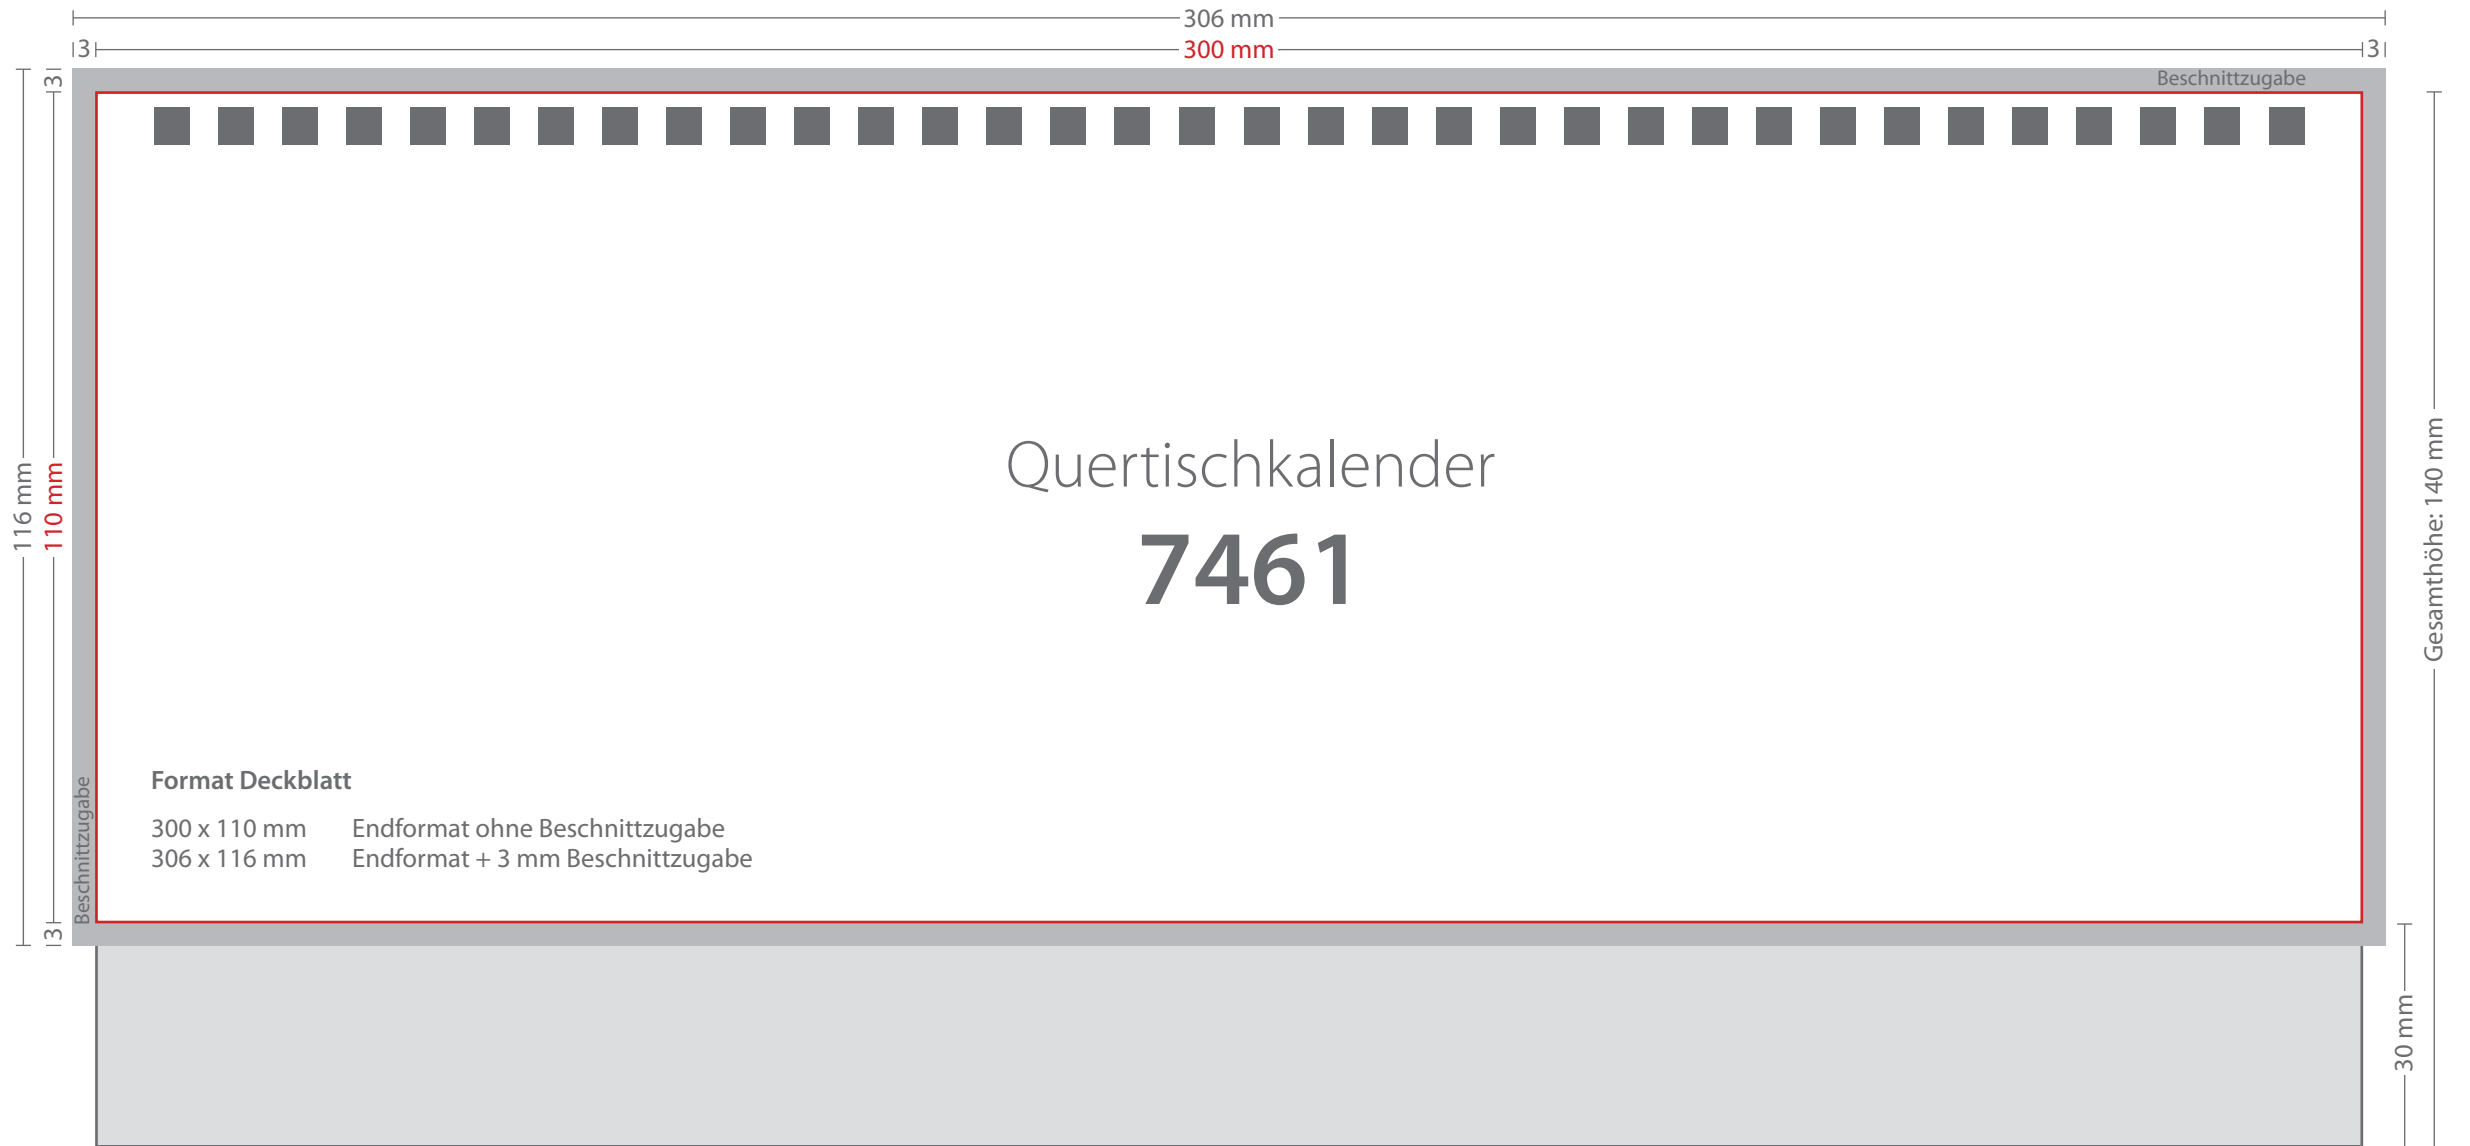 306 mm
3
300 mm
3
3
Beschnittzugabe
116 mm
110 mm
Quertischkalender
7461
Gesamthöhe: 140 mm
Format Deckblatt
300 x 110 mm Endformat ohne Beschnittzugabe
306 x 116 mm Endformat + 3 mm Beschnittzugabe
Beschnittzugabe
3
30 mm